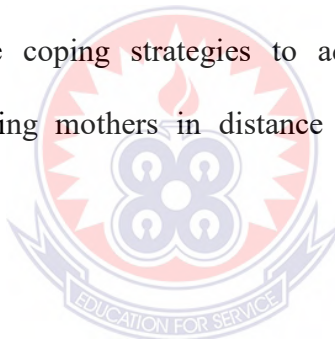 e coping strategies to ac
ing mothers in distance
EDUCATION FOR SERVICE